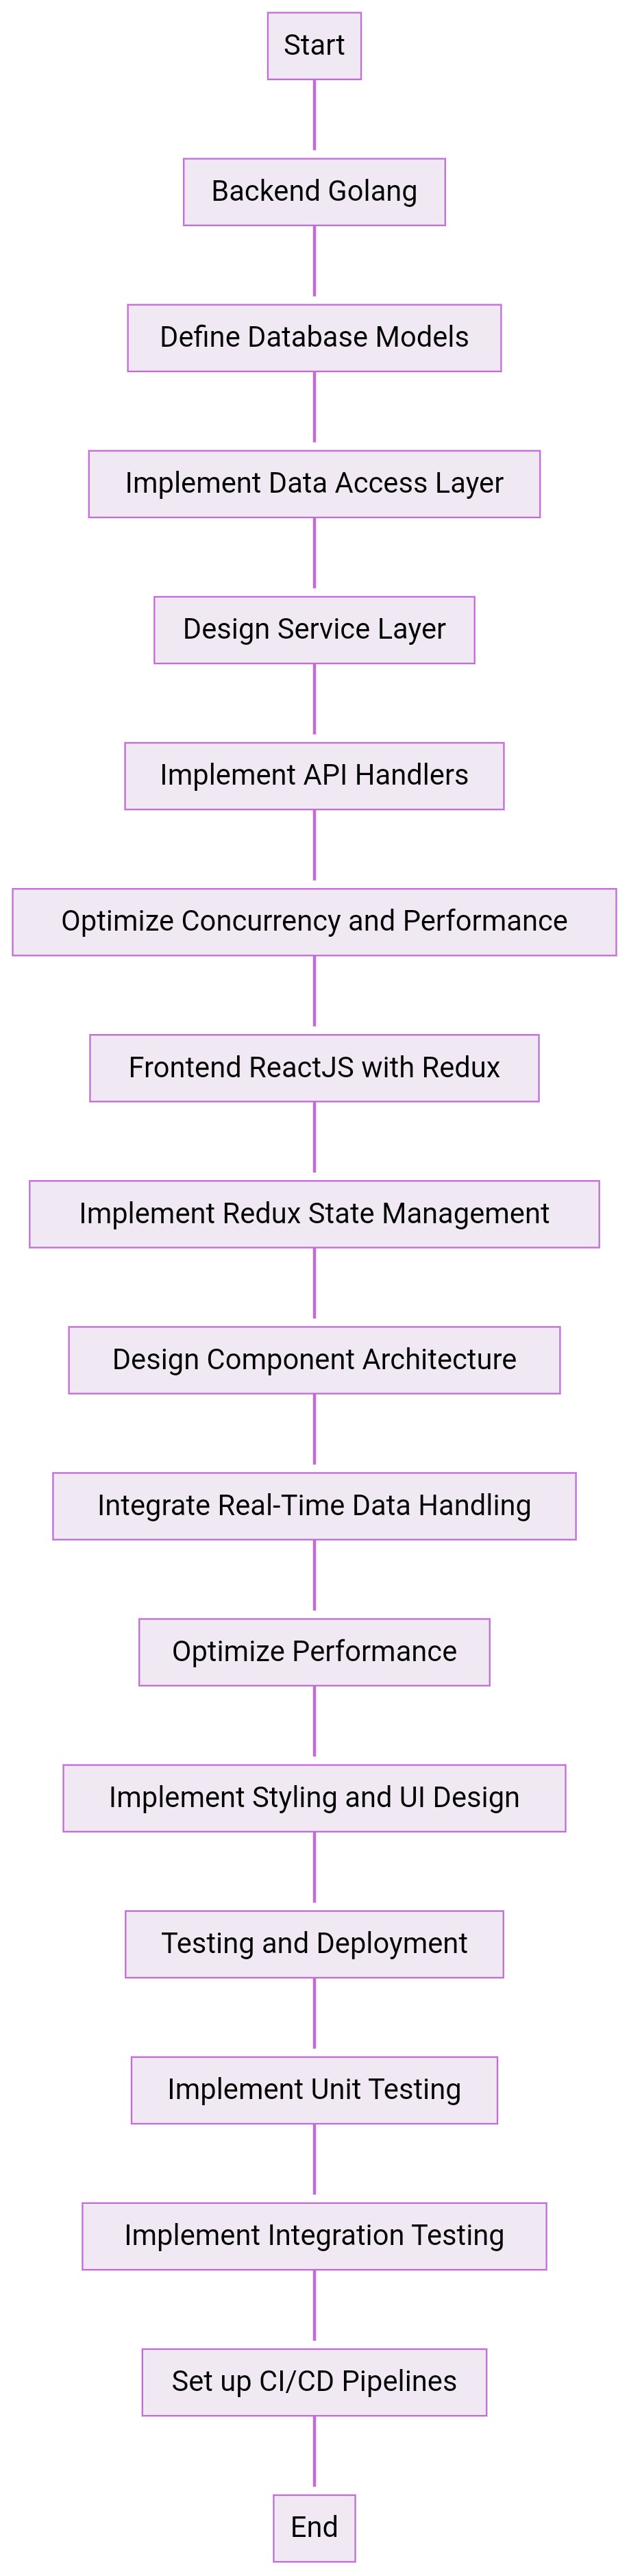 Start
Backend Golang
Define Database Models
Implement Data Access Layer
Design Service Layer
Implement API Handlers
Optimize Concurrency and Performance
Frontend ReactJS with Redux
Implement Redux State Management
Design Component Architecture
Integrate Real-Time Data Handling
Optimize Performance
Implement Styling and UI Design
Testing and Deployment
Implement Unit Testing
Implement Integration Testing
Set up CI/CD Pipelines
End